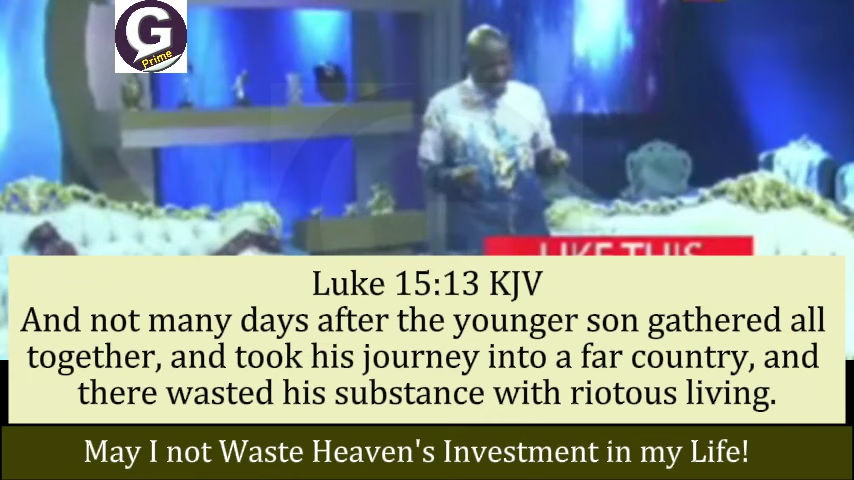 G
Prime
LIKE THIS
Luke 15:13 KJV
And not many days after the younger son gathered all
together, and took his journey into a far country, and
there wasted his substance with riotous living.
May I not Waste Heaven's Investment in my Life!